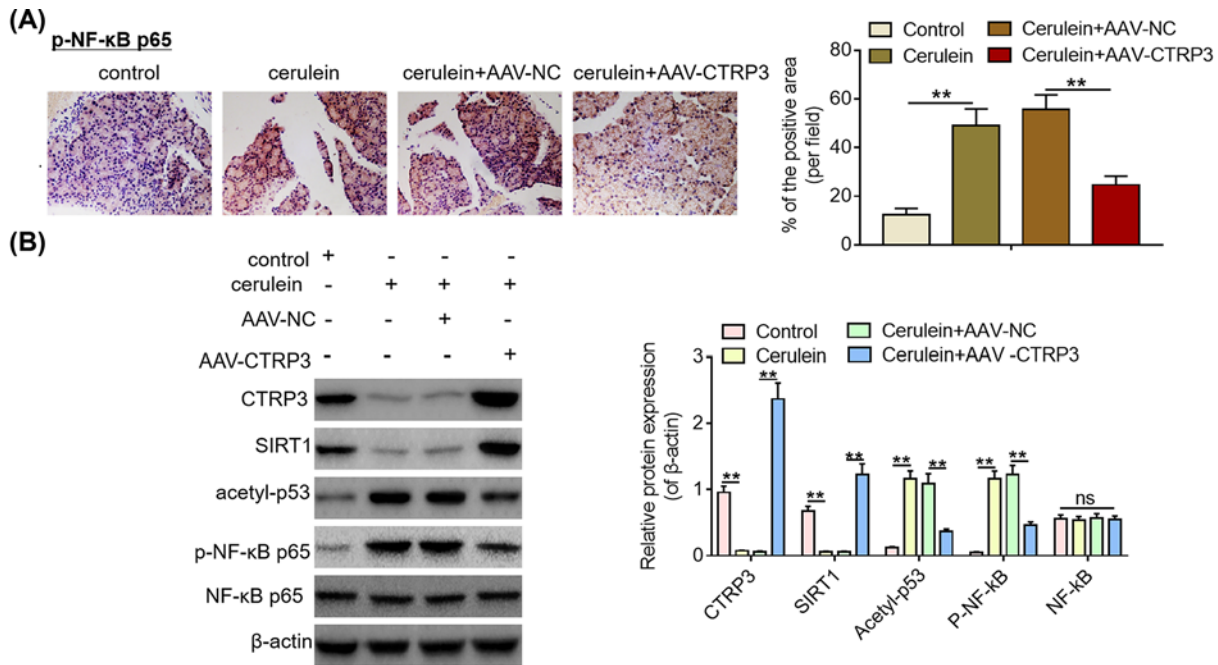 (A)
p-NF-κB p65
control cerulein cerulein+AAV-NC cerulein+AAV-CTRP3
Control Cerulein+AAV-NC
Cerulein Cerulein+AAV-CTRP3
% of the positive area
(per field)
80
60
40
20
0
** **
(B)
control + - - -
cerulein - + + +
AAV-NC - - + -
AAV-CTRP3 - - - +
CTRP3
SIRT1
acetyl-p53
p-NF-κB p65
NF-κB p65
β-actin
Control Cerulein+AAV-NC
Cerulein Cerulein+AAV -CTRP3
Relative protein expression
(of β-actin)
3
2
1
0
** ** ** ** ** ** ** ** ns
CTRP3 SIRT1 Acetyl-p53 P-NF-kB NF-kB